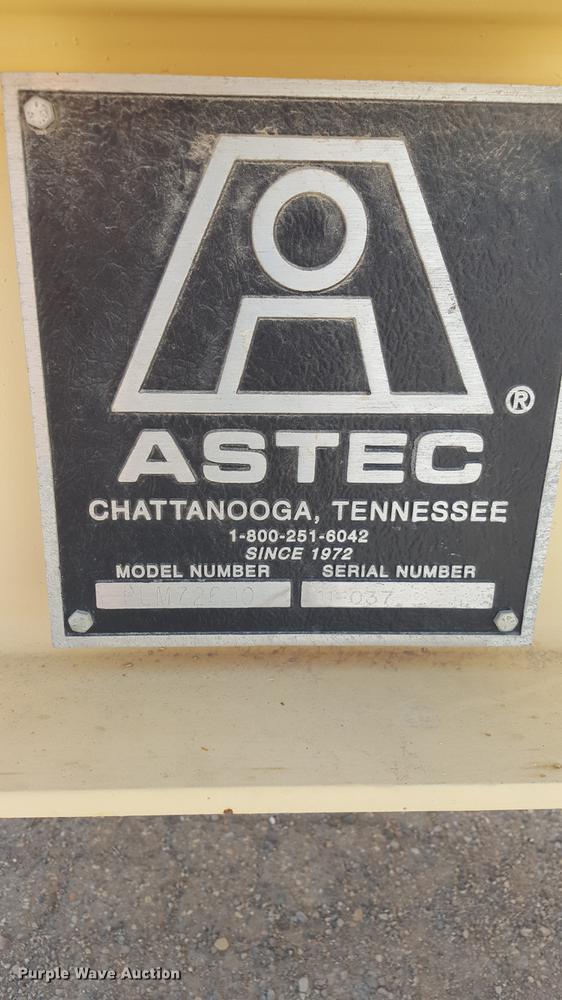 ®
ASTEC
CHATTANOOGA, TENNESSEE
1-800-251-6042
SINCE 1972
MODEL NUMBER SERIAL NUMBER
Purple Wave Auction